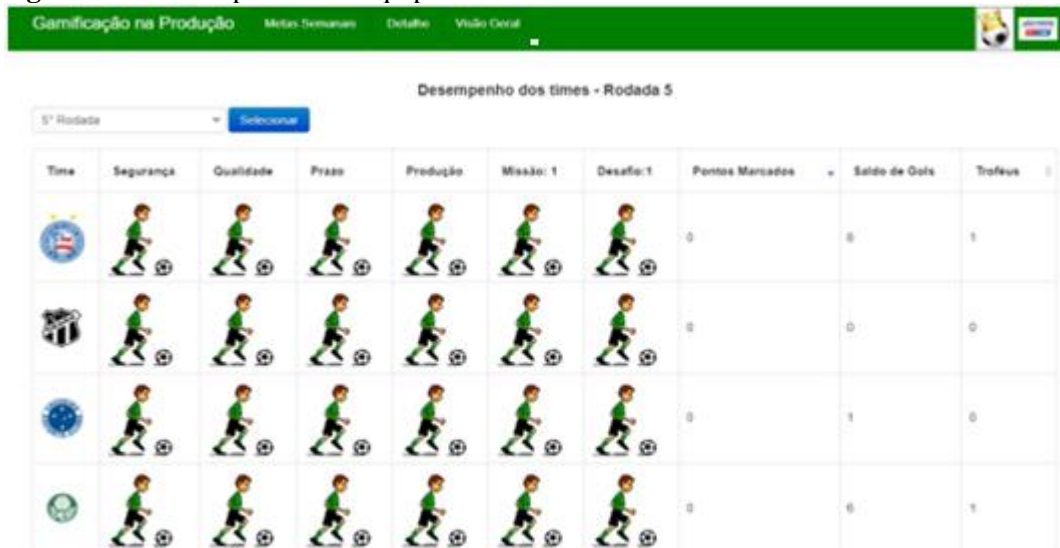 Gamificação na Produção Metas Semanais Detalhe Visão Geral
Desempenho dos times - Rodada 5
5° Rodada Selecionar
Time Segurança Qualidade Prazo Produção Missão: 1 Desafio:1 Pontos Marcados Saldo de Gols Troféus
0 6 1
0 0 0
0 1 0
0 6 1